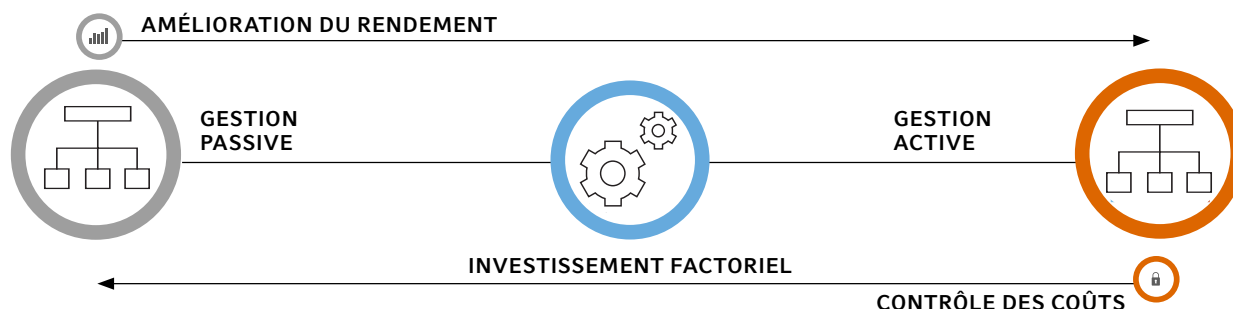 AMÉLIORATION DU RENDEMENT
GESTION
PASSIVE
GESTION
ACTIVE
INVESTISSEMENT FACTORIEL
CONTRÔLE DES COÛTS